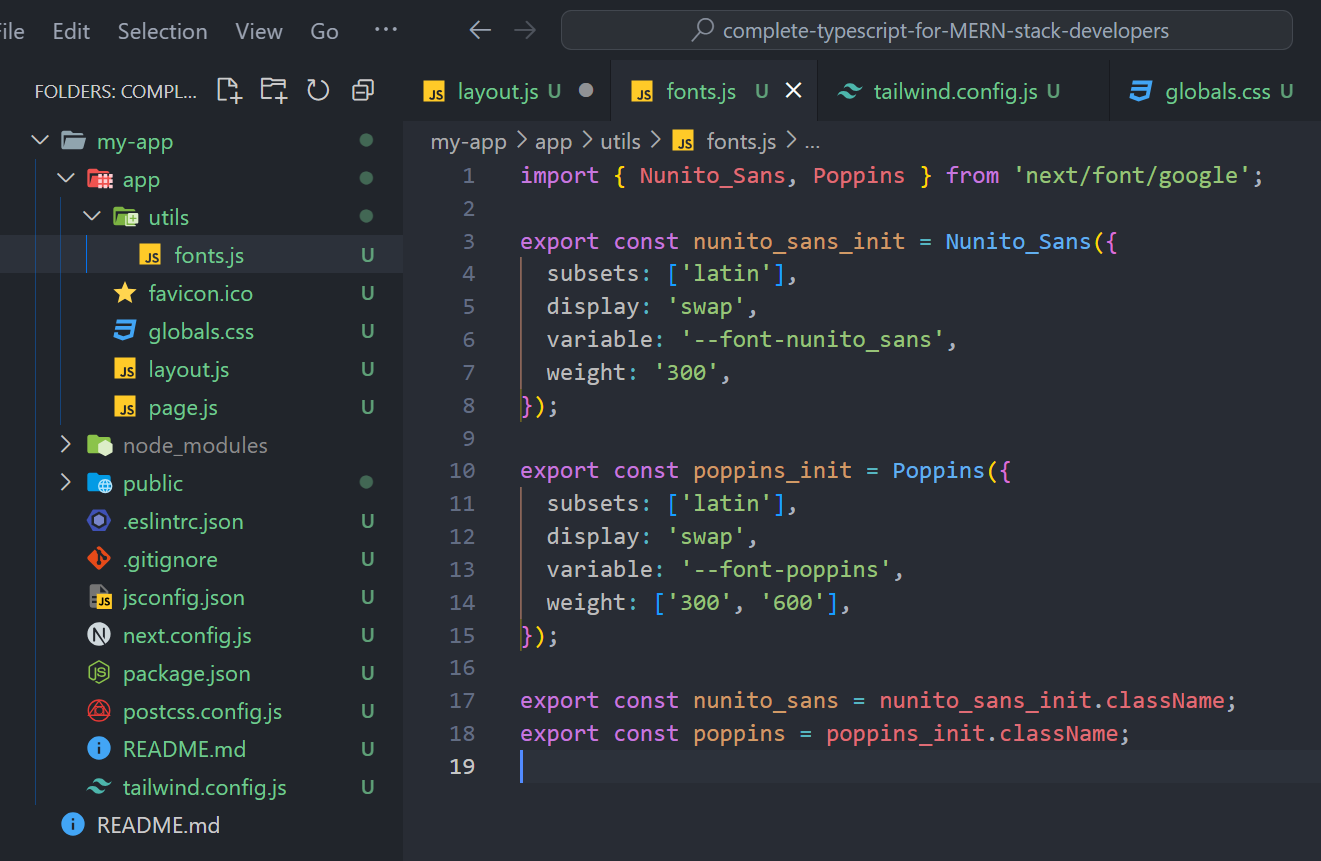 File Edit Selection View Go ...
complete-typescript-for-MERN-stack-developers
FOLDERS: COMPL...
my-app
app
utils
fonts.js U
favicon.ico U
globals.css U
layout.js U
page.js U
node_modules
public
.eslintrc.json U
.gitignore U
jsconfig.json U
next.config.js U
package.json U
postcss.config.js U
README.md U
tailwind.config.js U
README.md
layout.js U fonts.js U tailwind.config.js U globals.css U
my-app > app > utils > fonts.js > ...
1 import { Nunito_Sans, Poppins } from 'next/font/google';
2
3 export const nunito_sans_init = Nunito_Sans({
4 subsets: ['latin'],
5 display: 'swap',
6 variable: '--font-nunito_sans',
7 weight: '300',
8 });
9
10 export const poppins_init = Poppins({
11 subsets: ['latin'],
12 display: 'swap',
13 variable: '--font-poppins',
14 weight: ['300', '600'],
15 });
16
17 export const nunito_sans = nunito_sans_init.className;
18 export const poppins = poppins_init.className;
19